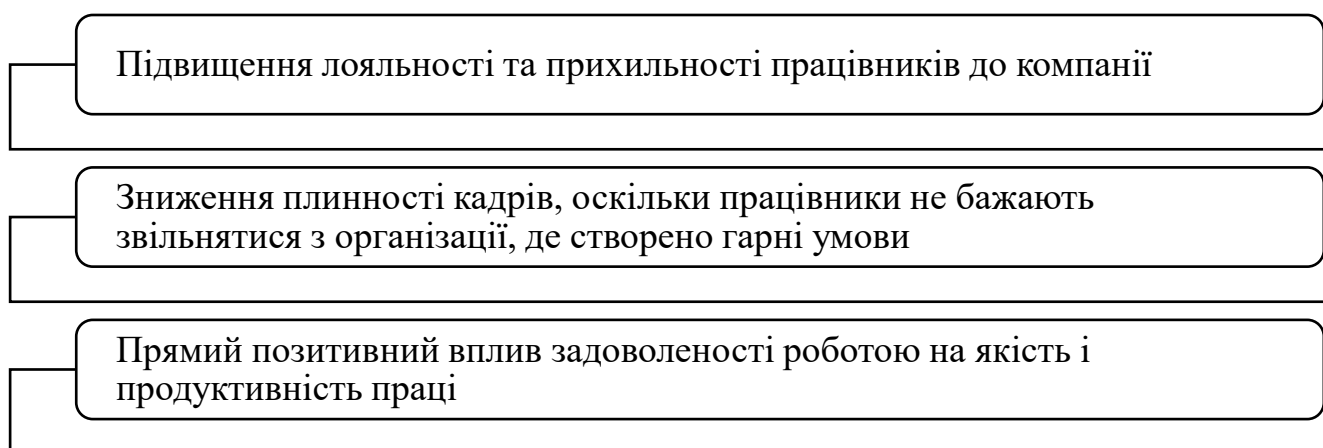 Підвищення лояльності та прихильності працівників до компанії
Зниження плинності кадрів, оскільки працівники не бажають
звільнятися з організації, де створено гарні умови
Прямий позитивний вплив задоволеності роботою на якість і
продуктивність праці